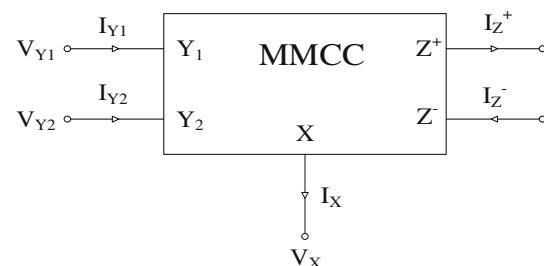 I_Y1 I_Z^+
V_Y1 Y_1 MMCC Z^+
I_Y2 I_Z^-
V_Y2 Y_2 Z^-
X
I_X
V_X